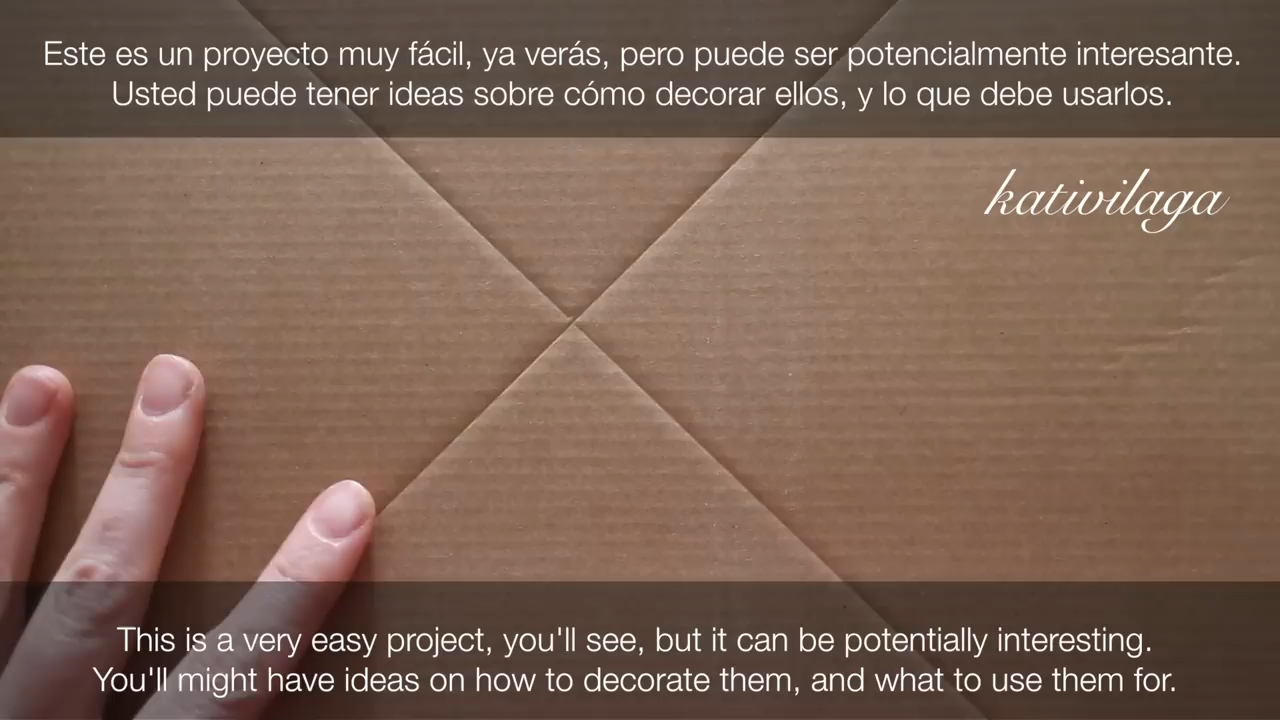 Este es un proyecto muy fácil, ya verás, pero puede ser potencialmente interesante.
Usted puede tener ideas sobre cómo decorar ellos, y lo que debe usarlos.
kativilaga
This is a very easy project, you'll see, but it can be potentially interesting.
You'll might have ideas on how to decorate them, and what to use them for.